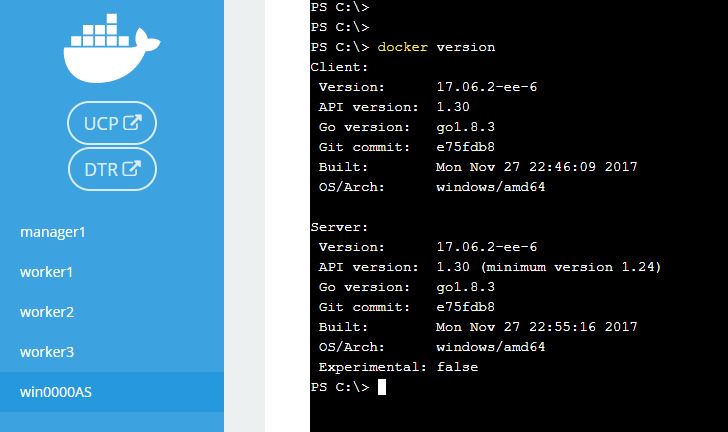 UCP
DTR
manager1
worker1
worker2
worker3
win0000AS
PS C:\>
PS C:\>
PS C:\> docker version
Client:
 Version:      17.06.2-ee-6
 API version:  1.30
 Go version:   go1.8.3
 Git commit:   e75fdb8
 Built:        Mon Nov 27 22:46:09 2017
 OS/Arch:      windows/amd64
Server:
 Version:      17.06.2-ee-6
 API version:  1.30 (minimum version 1.24)
 Go version:   go1.8.3
 Git commit:   e75fdb8
 Built:        Mon Nov 27 22:55:16 2017
 OS/Arch:      windows/amd64
 Experimental: false
PS C:\>